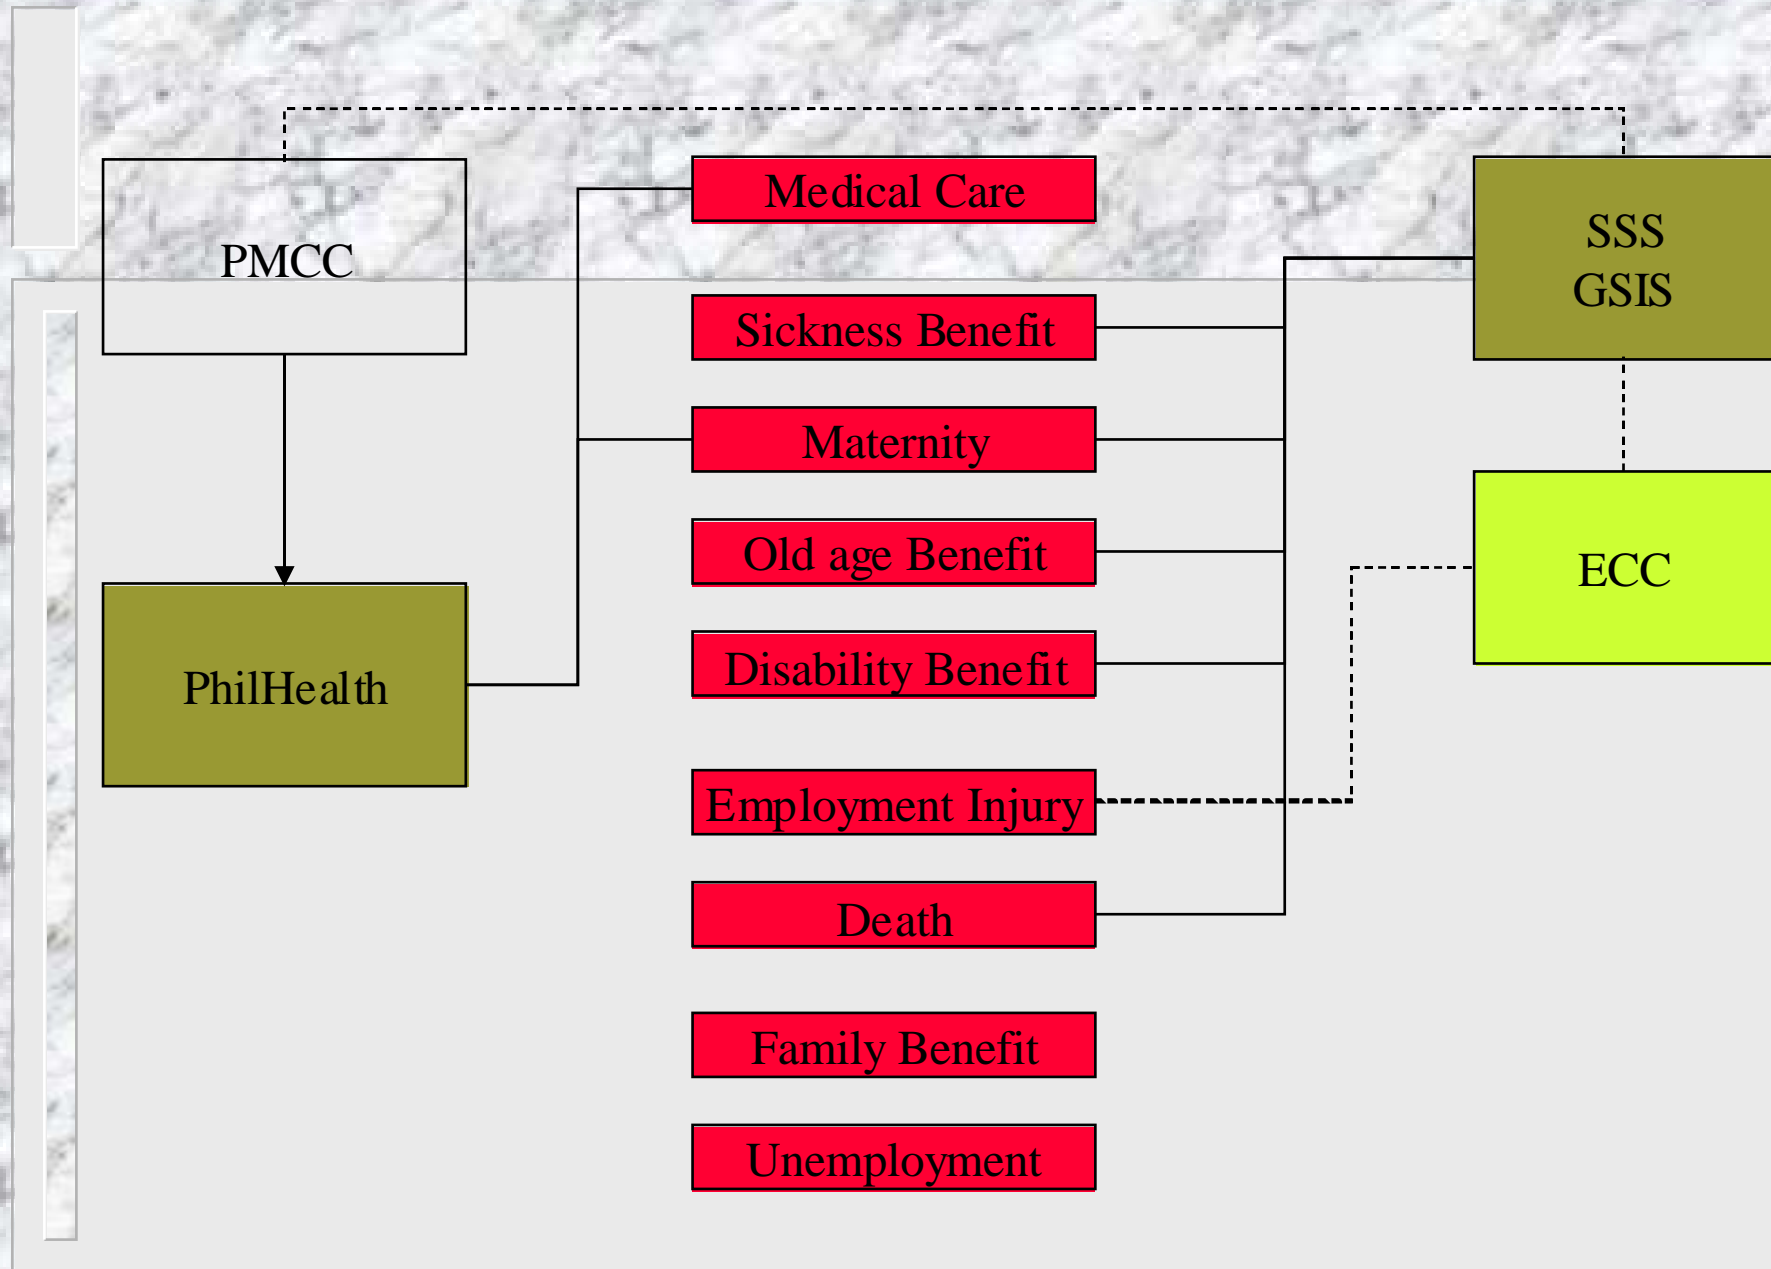 PMCC
PhilHealth
Medical Care
Sickness Benefit
Maternity
Old age Benefit
Disability Benefit
Employment Injury
Death
Family Benefit
Unemployment
SSS
GSIS
ECC